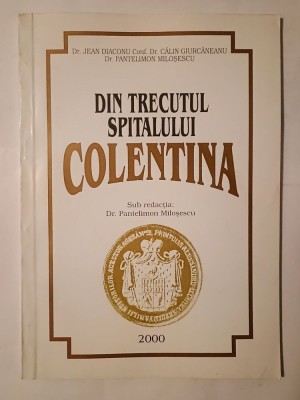 Dr. JEAN DIACONU Conf. Dr. CĂLIN GIURCĂNEANU
Dr. PANTELIMON MILOȘESCU
DIN TRECUTUL
SPITALULUI
COLENTINA
Sub redacția:
Dr. Pantelimon Miloșescu
2000